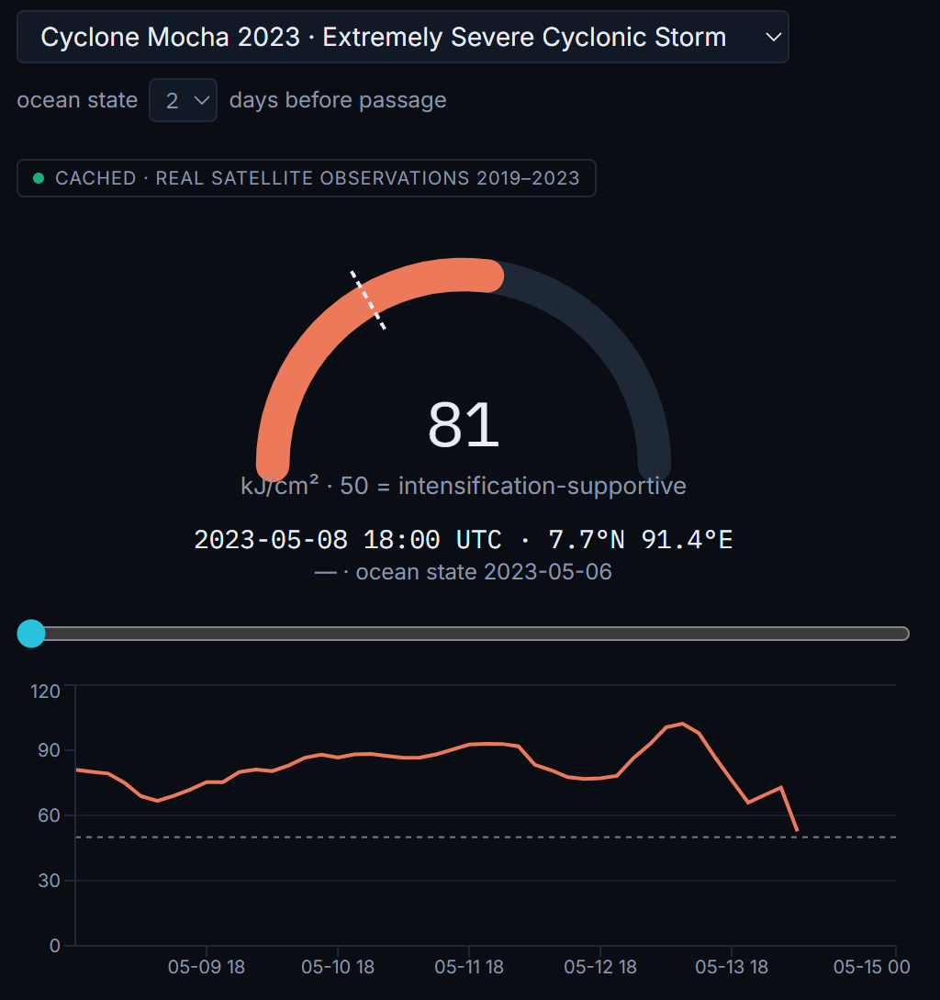 Cyclone Mocha 2023 · Extremely Severe Cyclonic Storm
ocean state 2 days before passage
CACHED · REAL SATELLITE OBSERVATIONS 2019–2023
81
kJ/cm² · 50 = intensification-supportive
2023-05-08 18:00 UTC · 7.7°N 91.4°E
— · ocean state 2023-05-06
120
90
60
30
0
05-09 18 05-10 18 05-11 18 05-12 18 05-13 18 05-15 00